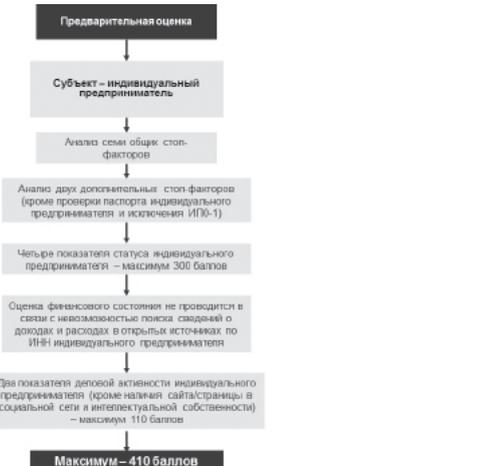 Предварительная оценка
Субъект – индивидуальный
предприниматель
Анализ семи общих стоп-
факторов
Анализ двух дополнительных стоп-факторов
(кроме проверки паспорта индивидуального
предпринимателя и исключения ИП0-1)
Четыре показателя статуса индивидуального
предпринимателя – максимум 300 баллов
Оценка финансового состояния не проводится в
связи с невозможностью поиска сведений о
доходах и расходах в открытых источниках по
ИНН индивидуального предпринимателя
Два показателя деловой активности индивидуального
предпринимателя (кроме наличия сайта/страницы в
социальной сети и интеллектуальной собственности)
– максимум 110 баллов
Максимум – 410 баллов